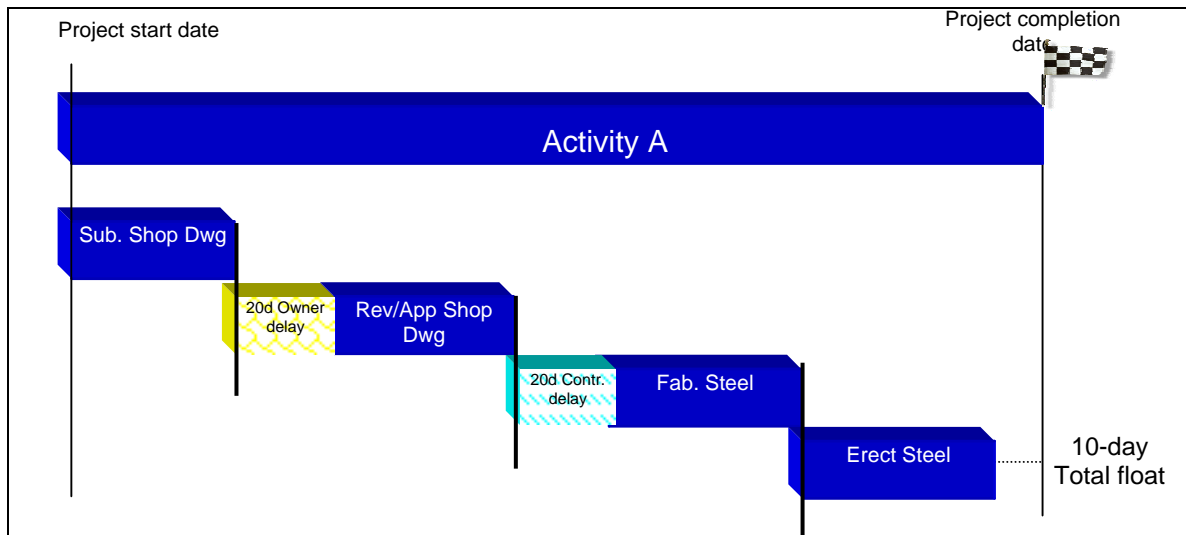 Project start date
Project completion
date
Activity A
Sub. Shop Dwg
20d Owner
delay
Rev/App Shop
Dwg
20d Contr.
delay
Fab. Steel
Erect Steel
10-day
Total float